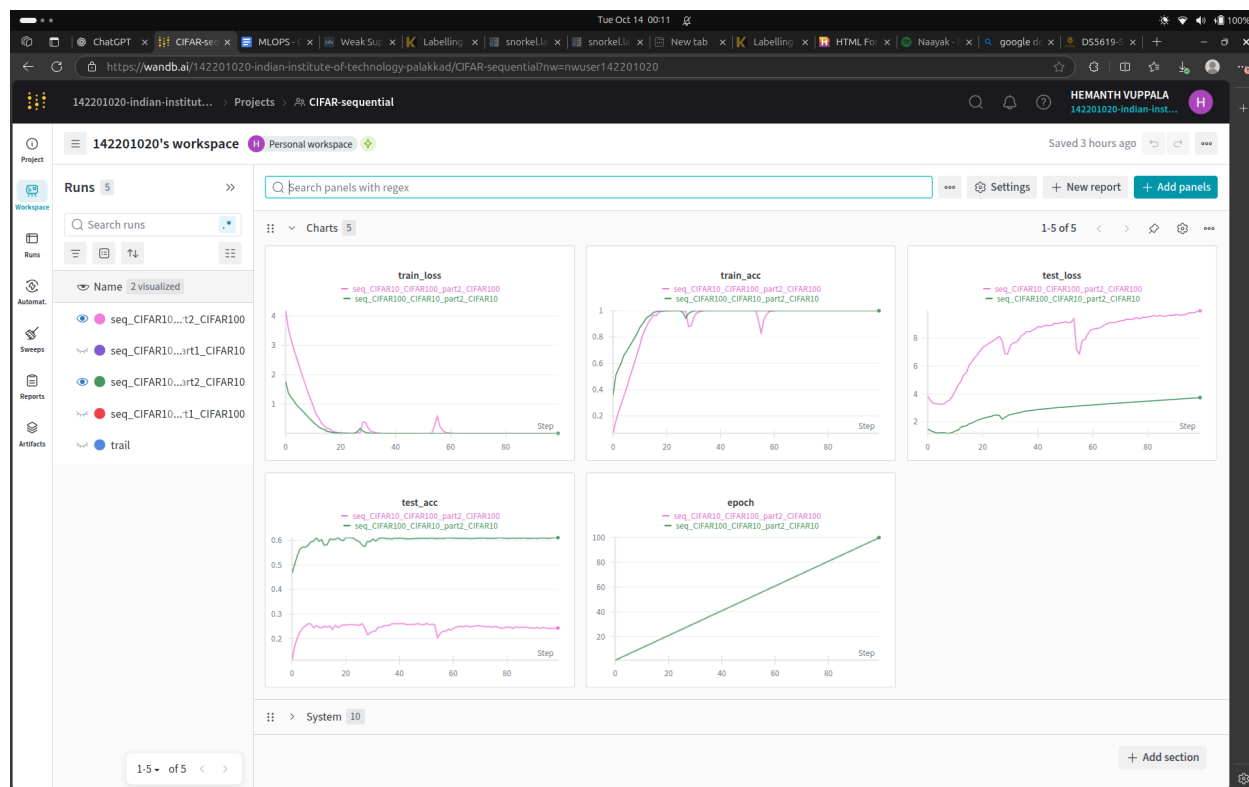 Tue Oct 14 00:11
100%
ChatGPT
CIFAR-seq
MLOPS - C
Weak Sup
Labelling
snorkel.la
snorkel.la
New tab
Labelling
HTML For
Naayak -
google do
DS5619-S
https://wandb.ai/142201020-indian-institute-of-technology-palakkad/CIFAR-sequential?nw=nwuser142201020
142201020-indian-institut... > Projects > CIFAR-sequential
HEMANTH VUPPALA
142201020-indian-inst...
H
Project
Workspace
Runs
Automat.
Sweeps
Reports
Artifacts
142201020's workspace
H Personal workspace
Saved 3 hours ago
Runs 5
Search runs
.*
Name 2 visualized
seq_CIFAR10...rt2_CIFAR100
seq_CIFAR10...art1_CIFAR10
seq_CIFAR10...art2_CIFAR10
seq_CIFAR10...t1_CIFAR100
trail
1-5 of 5
Search panels with regex
Settings
+ New report
+ Add panels
Charts 5
1-5 of 5
train_loss
seq_CIFAR10_CIFAR100_part2_CIFAR100
seq_CIFAR100_CIFAR10_part2_CIFAR10
4
3
2
1
Step
0 20 40 60 80
train_acc
seq_CIFAR10_CIFAR100_part2_CIFAR100
seq_CIFAR100_CIFAR10_part2_CIFAR10
1
0.8
0.6
0.4
0.2
Step
0 20 40 60 80
test_loss
seq_CIFAR10_CIFAR100_part2_CIFAR100
seq_CIFAR100_CIFAR10_part2_CIFAR10
8
6
4
2
Step
0 20 40 60 80
test_acc
seq_CIFAR10_CIFAR100_part2_CIFAR100
seq_CIFAR100_CIFAR10_part2_CIFAR10
0.6
0.5
0.4
0.3
0.2
Step
0 20 40 60 80
epoch
seq_CIFAR10_CIFAR100_part2_CIFAR100
seq_CIFAR100_CIFAR10_part2_CIFAR10
100
80
60
40
20
Step
0 20 40 60 80
System 10
+ Add section